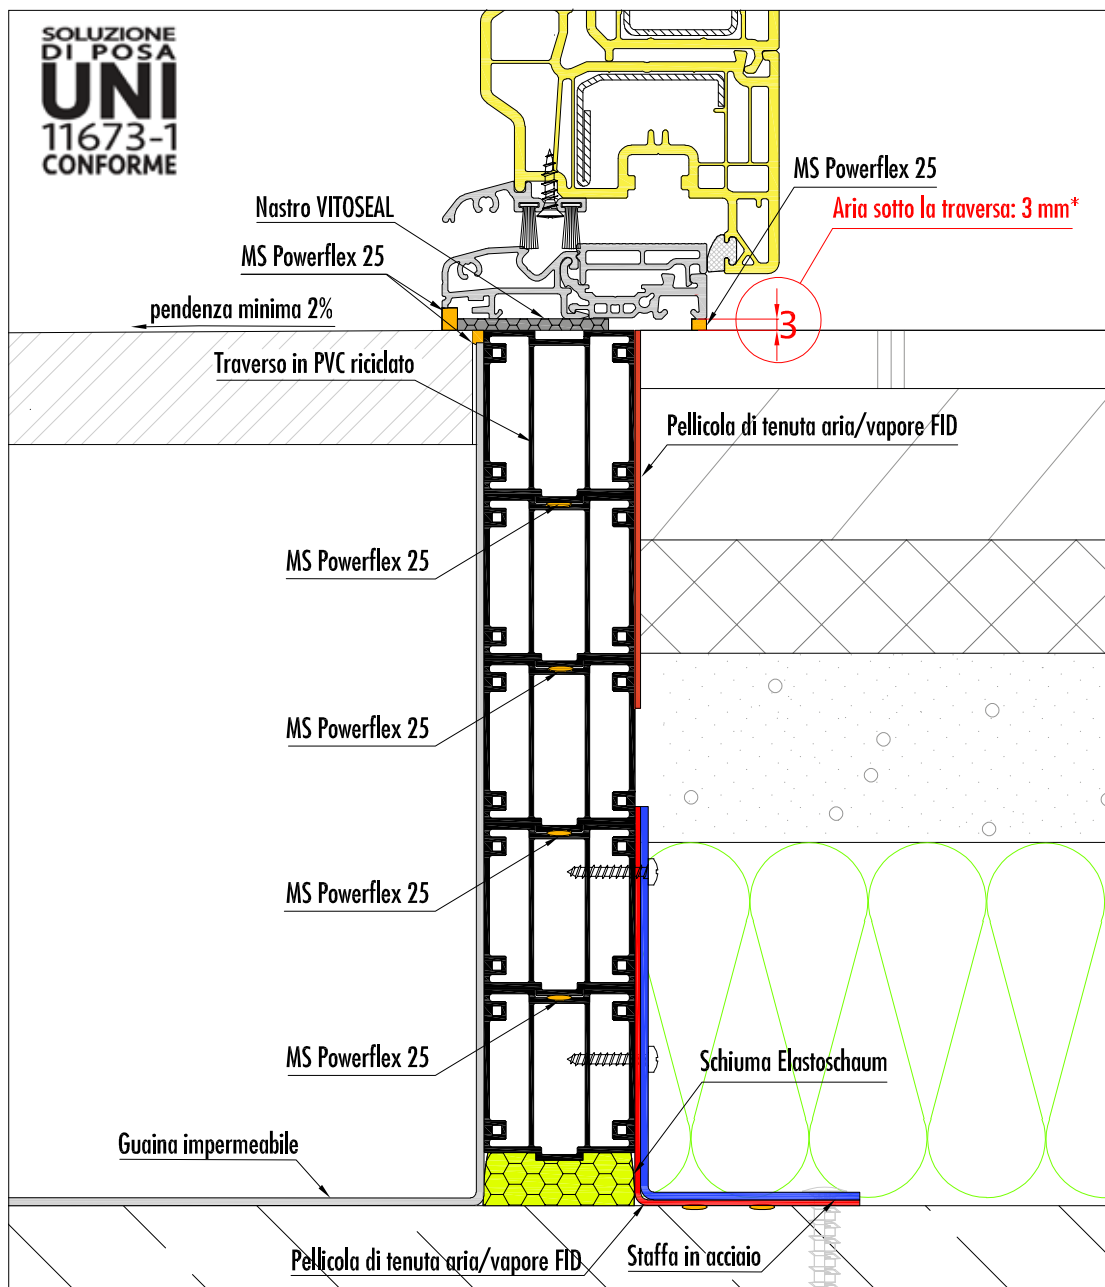 SOLUZIONE
DI POSA
UNI
11673-1
CONFORME
MS Powerflex 25
Aria sotto la traversa: 3 mm*
Nastro VITOSEAL
MS Powerflex 25
pendenza minima 2%
3
Traverso in PVC riciclato
Pellicola di tenuta aria/vapore FID
MS Powerflex 25
MS Powerflex 25
MS Powerflex 25
MS Powerflex 25
Schiuma Elastoschaum
Guaina impermeabile
Pellicola di tenuta aria/vapore FID
Staffa in acciaio